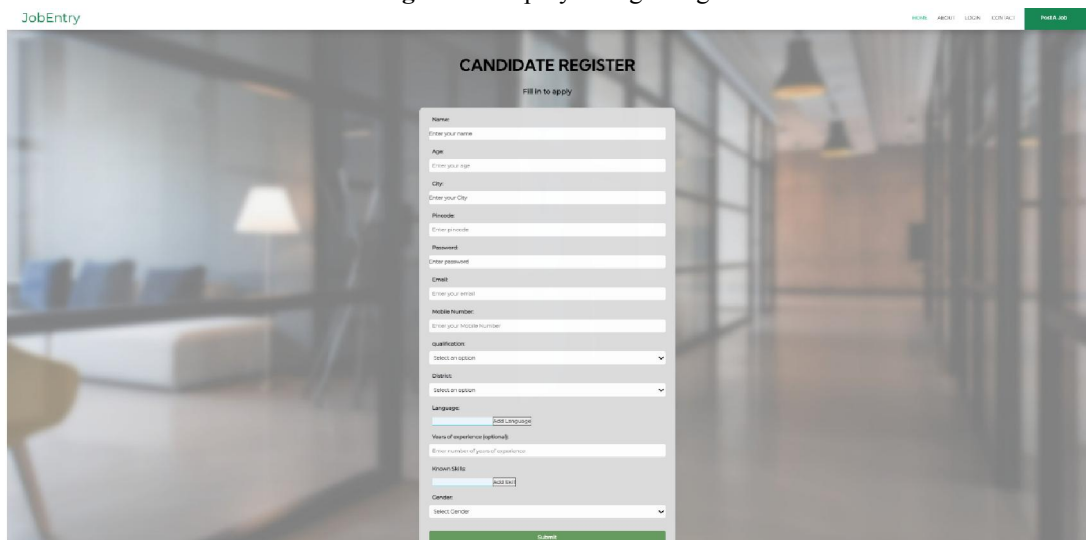 JobEntry
HOME ABOUT LOGIN CONTACT POST A JOB
CANDIDATE REGISTER
Fill in to apply
Name:
Enter your name
Age:
Enter your age
City:
Enter your City
Pincode:
Enter pincode
Password:
Enter password
Email:
Enter your email
Mobile Number:
Enter your Mobile Number
qualification:
Select an option
District:
Select an option
Language:
Add Language
Years of experience (optional):
Enter number of years of experience
Known Skills:
Add Skill
Gender:
Select Gender
Submit